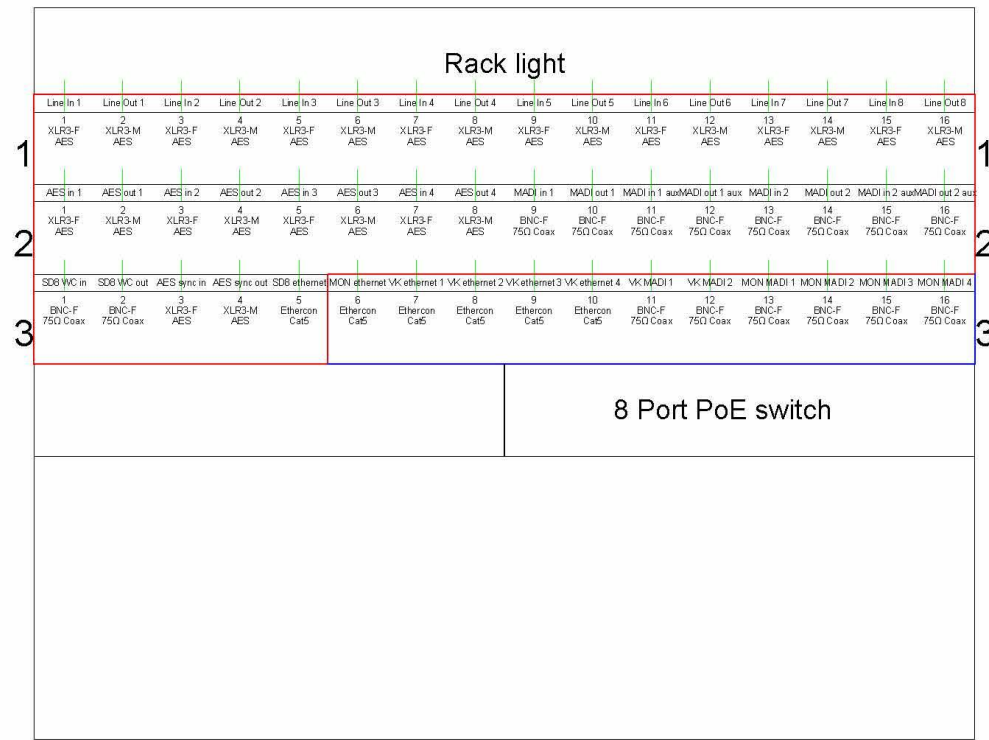 Rack light
Line In 1 Line Out 1 Line In 2 Line Out 2 Line In 3 Line Out 3 Line In 4 Line Out 4 Line In 5 Line Out 5 Line In 6 Line Out 6 Line In 7 Line Out 7 Line In 8 Line Out 8
1 2 3 4 5 6 7 8 9 10 11 12 13 14 15 16
XLR3-F XLR3-M XLR3-F XLR3-M XLR3-F XLR3-M XLR3-F XLR3-M XLR3-F XLR3-M XLR3-F XLR3-M XLR3-F XLR3-M XLR3-F XLR3-M
AES AES AES AES AES AES AES AES AES AES AES AES AES AES AES AES
1 1
AES in 1 AES out 1 AES in 2 AES out 2 AES in 3 AES out 3 AES in 4 AES out 4 MADI in 1 MADI out 1 MADI in 1 aux MADI out 1 aux MADI in 2 MADI out 2 MADI in 2 aux MADI out 2 aux
1 2 3 4 5 6 7 8 9 10 11 12 13 14 15 16
XLR3-F XLR3-M XLR3-F XLR3-M XLR3-F XLR3-M XLR3-F XLR3-M BNC-F BNC-F BNC-F BNC-F BNC-F BNC-F BNC-F BNC-F
AES AES AES AES AES AES AES AES 75Ω Coax 75Ω Coax 75Ω Coax 75Ω Coax 75Ω Coax 75Ω Coax 75Ω Coax 75Ω Coax
2 2
SD8 WC in SD8 WC out AES sync in AES sync out SD8 ethernet MON ethernet VK ethernet 1 VK ethernet 2 VK ethernet 3 VK ethernet 4 VK MADI 1 VK MADI 2 MON MADI 1 MON MADI 2 MON MADI 3 MON MADI 4
1 2 3 4 5 6 7 8 9 10 11 12 13 14 15 16
BNC-F BNC-F XLR3-F XLR3-M Ethercon Ethercon Ethercon Ethercon Ethercon Ethercon BNC-F BNC-F BNC-F BNC-F BNC-F BNC-F
75Ω Coax 75Ω Coax AES AES Cat5 Cat5 Cat5 Cat5 Cat5 Cat5 75Ω Coax 75Ω Coax 75Ω Coax 75Ω Coax 75Ω Coax 75Ω Coax
3 3
8 Port PoE switch